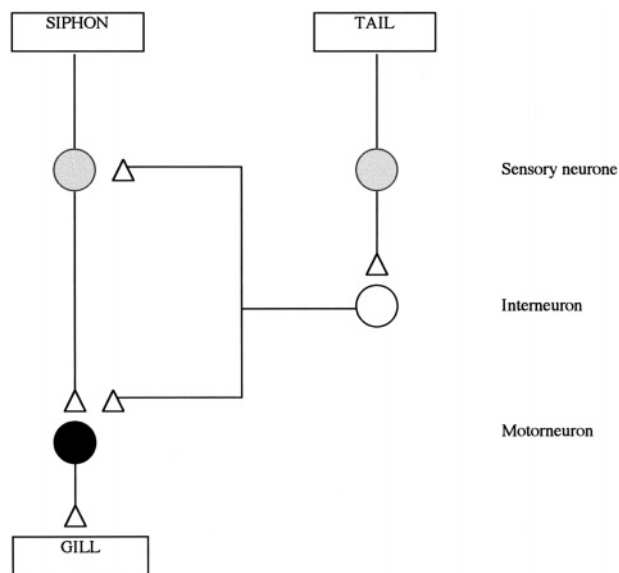 SIPHON
TAIL
Sensory neurone
Interneuron
Motorneuron
GILL